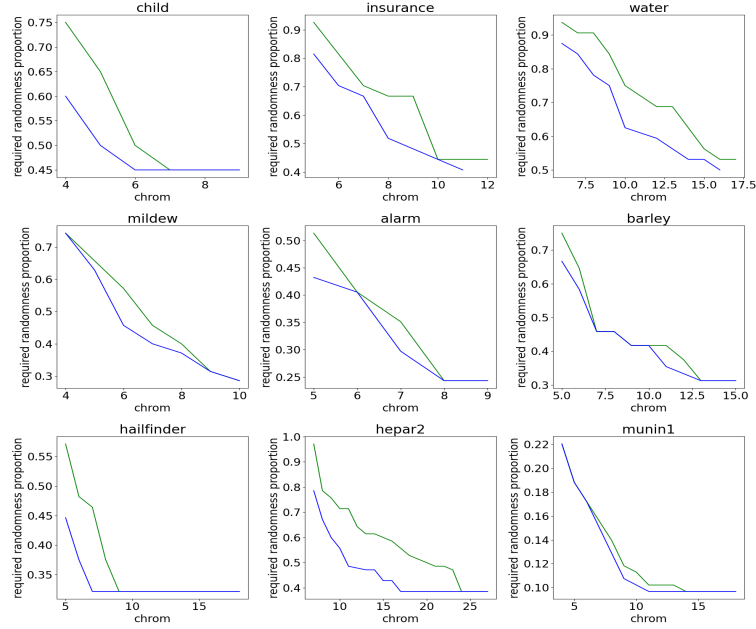 child insurance water
required randomness proportion 0.75 0.70 0.65 0.60 0.55 0.50 0.45
4 6 8
chrom
required randomness proportion 0.9 0.8 0.7 0.6 0.5 0.4
6 8 10 12
chrom
required randomness proportion 0.9 0.8 0.7 0.6 0.5
7.5 10.0 12.5 15.0 17.5
chrom
mildew alarm barley
required randomness proportion 0.7 0.6 0.5 0.4 0.3
4 6 8 10
chrom
required randomness proportion 0.50 0.45 0.40 0.35 0.30 0.25
5 6 7 8 9
chrom
required randomness proportion 0.7 0.6 0.5 0.4 0.3
5.0 7.5 10.0 12.5 15.0
chrom
hailfinder hepar2 munin1
required randomness proportion 0.55 0.50 0.45 0.40 0.35
5 10 15
chrom
required randomness proportion 1.0 0.9 0.8 0.7 0.6 0.5 0.4
10 15 20 25
chrom
required randomness proportion 0.22 0.20 0.18 0.16 0.14 0.12 0.10
5 10 15
chrom